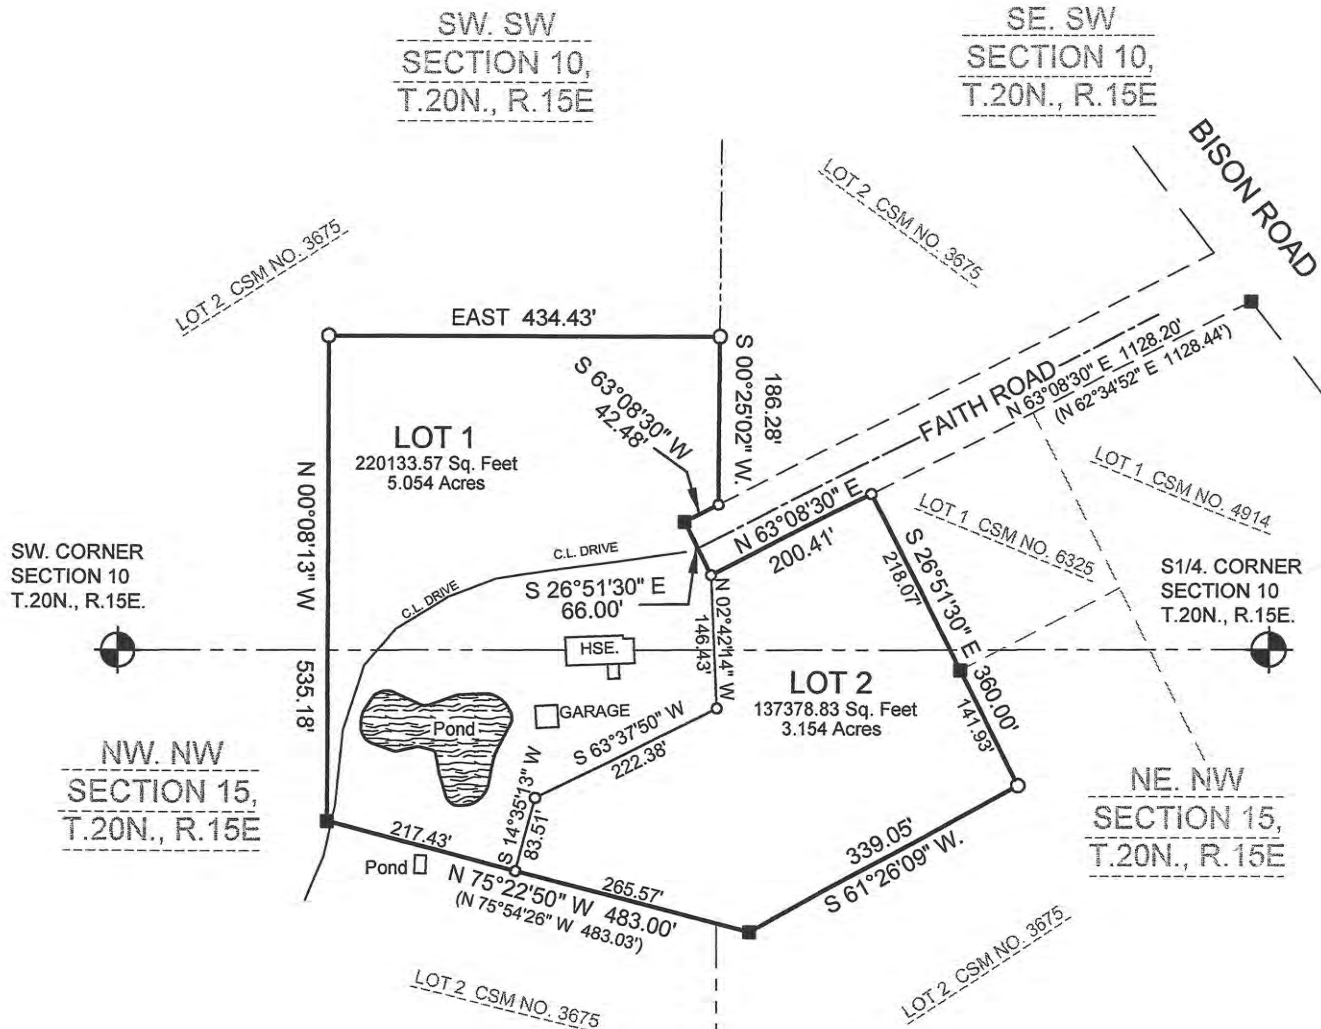 SW. SW
SECTION 10,
T.20N., R.15E
SE. SW
SECTION 10,
T.20N., R.15E
BISON ROAD
LOT 2 CSM NO. 3675
LOT 2 CSM NO. 3675
EAST 434.43'
S 00°25'02" W.
186.28'
S 63°08'30" W
42.48'
FAITH ROAD
N 63°08'30" E 1128.20'
(N 62°34'52" E 1128.44')
LOT 1
220133.57 Sq. Feet
5.054 Acres
N 00°08'13" W
535.18'
N 63°08'30" E
200.41'
LOT 1 CSM NO. 4914
LOT 1 CSM NO. 6325
SW. CORNER
SECTION 10
T.20N., R.15E.
C.L. DRIVE
C.L. DRIVE
S 26°51'30" E
66.00'
S 26°51'30" E 360.00'
218.07'
141.93'
S1/4. CORNER
SECTION 10
T.20N., R.15E.
N 02°42'14" W
146.43'
HSE.
LOT 2
137378.83 Sq. Feet
3.154 Acres
GARAGE
Pond
S 63°37'50" W
222.38'
NW. NW
SECTION 15,
T.20N., R.15E
NE. NW
SECTION 15,
T.20N., R.15E
S 14°35'13" W
83.51'
217.43'
Pond
265.57'
N 75°22'50" W 483.00'
(N 75°54'26" W 483.03')
339.05'
S 61°26'09" W.
LOT 2 CSM NO. 3675
LOT 2 CSM NO. 3675